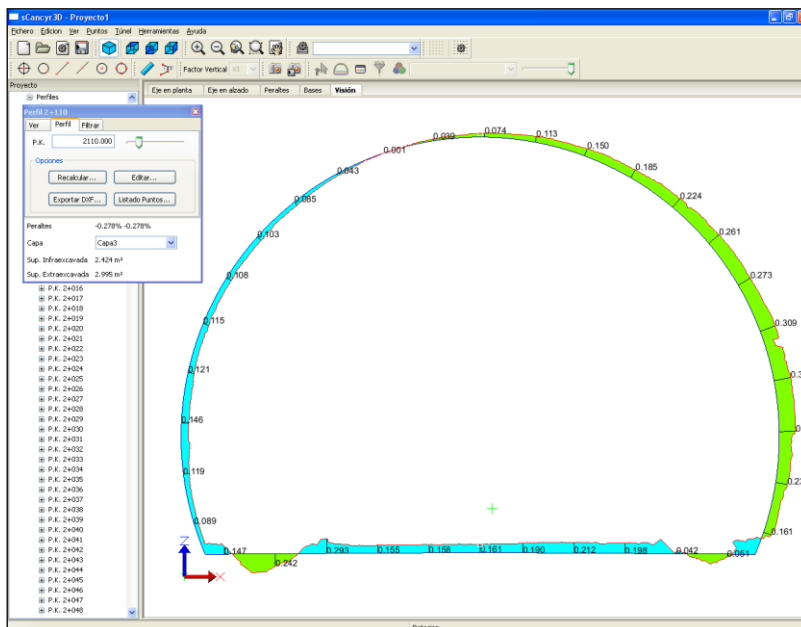 sCancyr3D - Proyecto1
Fichero Edicion Ver Puntos Túnel Herramientas Ayuda
Factor Vertical x1
Proyecto
Perfiles
Eje en planta Eje en alzado Peraltes Bases Visión
Perfil 2+110
Ver Perfil Filtrar
P.K. 2110.000
Opciones
Recalcular... Editar...
Exportar DXF... Listado Puntos...
Peraltes -0.278% -0.278%
Capa Capa3
Sup. Infraexcavada 2.424 m²
Sup. Extraexcavada 2.995 m²
P.K. 2+016
P.K. 2+017
P.K. 2+018
P.K. 2+019
P.K. 2+020
P.K. 2+021
P.K. 2+022
P.K. 2+023
P.K. 2+024
P.K. 2+025
P.K. 2+026
P.K. 2+027
P.K. 2+028
P.K. 2+029
P.K. 2+030
P.K. 2+031
P.K. 2+032
P.K. 2+033
P.K. 2+034
P.K. 2+035
P.K. 2+036
P.K. 2+037
P.K. 2+038
P.K. 2+039
P.K. 2+040
P.K. 2+041
P.K. 2+042
P.K. 2+043
P.K. 2+044
P.K. 2+045
P.K. 2+046
P.K. 2+047
P.K. 2+048
0.089
0.119
0.146
0.121
0.115
0.108
0.103
0.085
0.043
0.001
0.039
0.074
0.113
0.150
0.185
0.224
0.261
0.273
0.309
0.161
0.147
0.242
0.293
0.155
0.158
0.161
0.190
0.212
0.198
0.042
0.051
Z
X